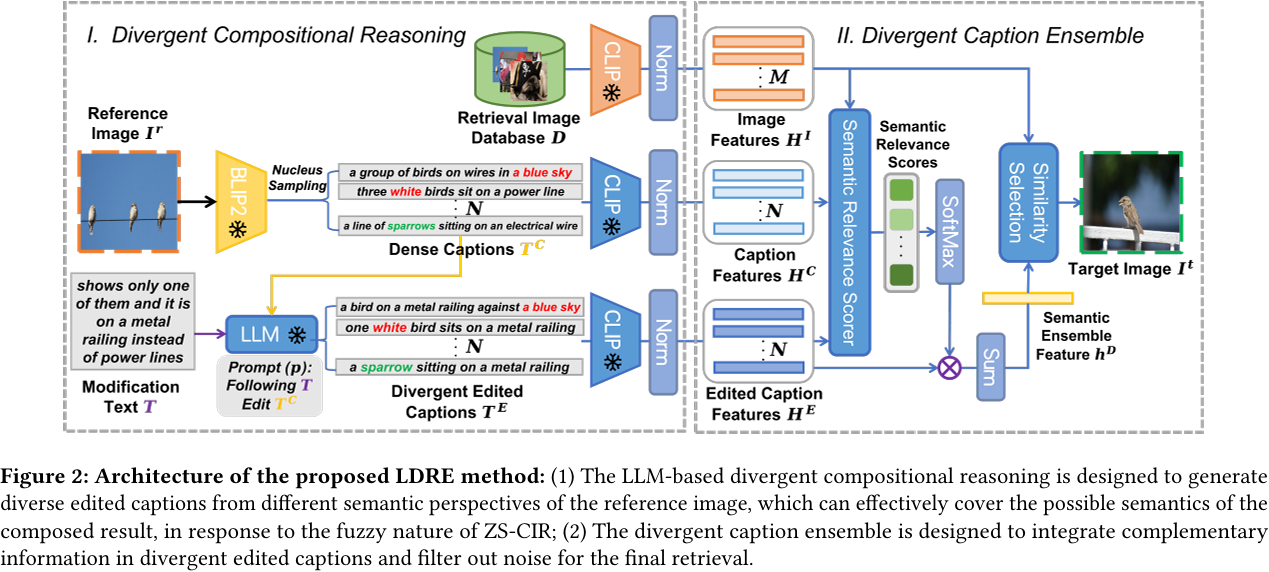 I. Divergent Compositional Reasoning
Retrieval Image
Database D
CLIP
Norm
Reference
Image I^r
BLIP2
Nucleus
Sampling
a group of birds on wires in a blue sky
three white birds sit on a power line
⋮ N
a line of sparrows sitting on an electrical wire
Dense Captions T^C
CLIP
Norm
shows only one
of them and it is
on a metal
railing instead
of power lines
Modification
Text T
LLM
Prompt (p):
Following T
Edit T^C
a bird on a metal railing against a blue sky
one white bird sits on a metal railing
⋮ N
a sparrow sitting on a metal railing
Divergent Edited
Captions T^E
CLIP
Norm
II. Divergent Caption Ensemble
⋮ M
Image
Features H^I
⋮ N
Caption
Features H^C
⋮ N
Edited Caption
Features H^E
Semantic Relevance Scorer
Semantic
Relevance
Scores
SoftMax
Sum
Similarity
Selection
Semantic
Ensemble
Feature h^D
Target Image I^t
Figure 2: Architecture of the proposed LDRE method: (1) The LLM-based divergent compositional reasoning is designed to generate
diverse edited captions from different semantic perspectives of the reference image, which can effectively cover the possible semantics of the
composed result, in response to the fuzzy nature of ZS-CIR; (2) The divergent caption ensemble is designed to integrate complementary
information in divergent edited captions and filter out noise for the final retrieval.